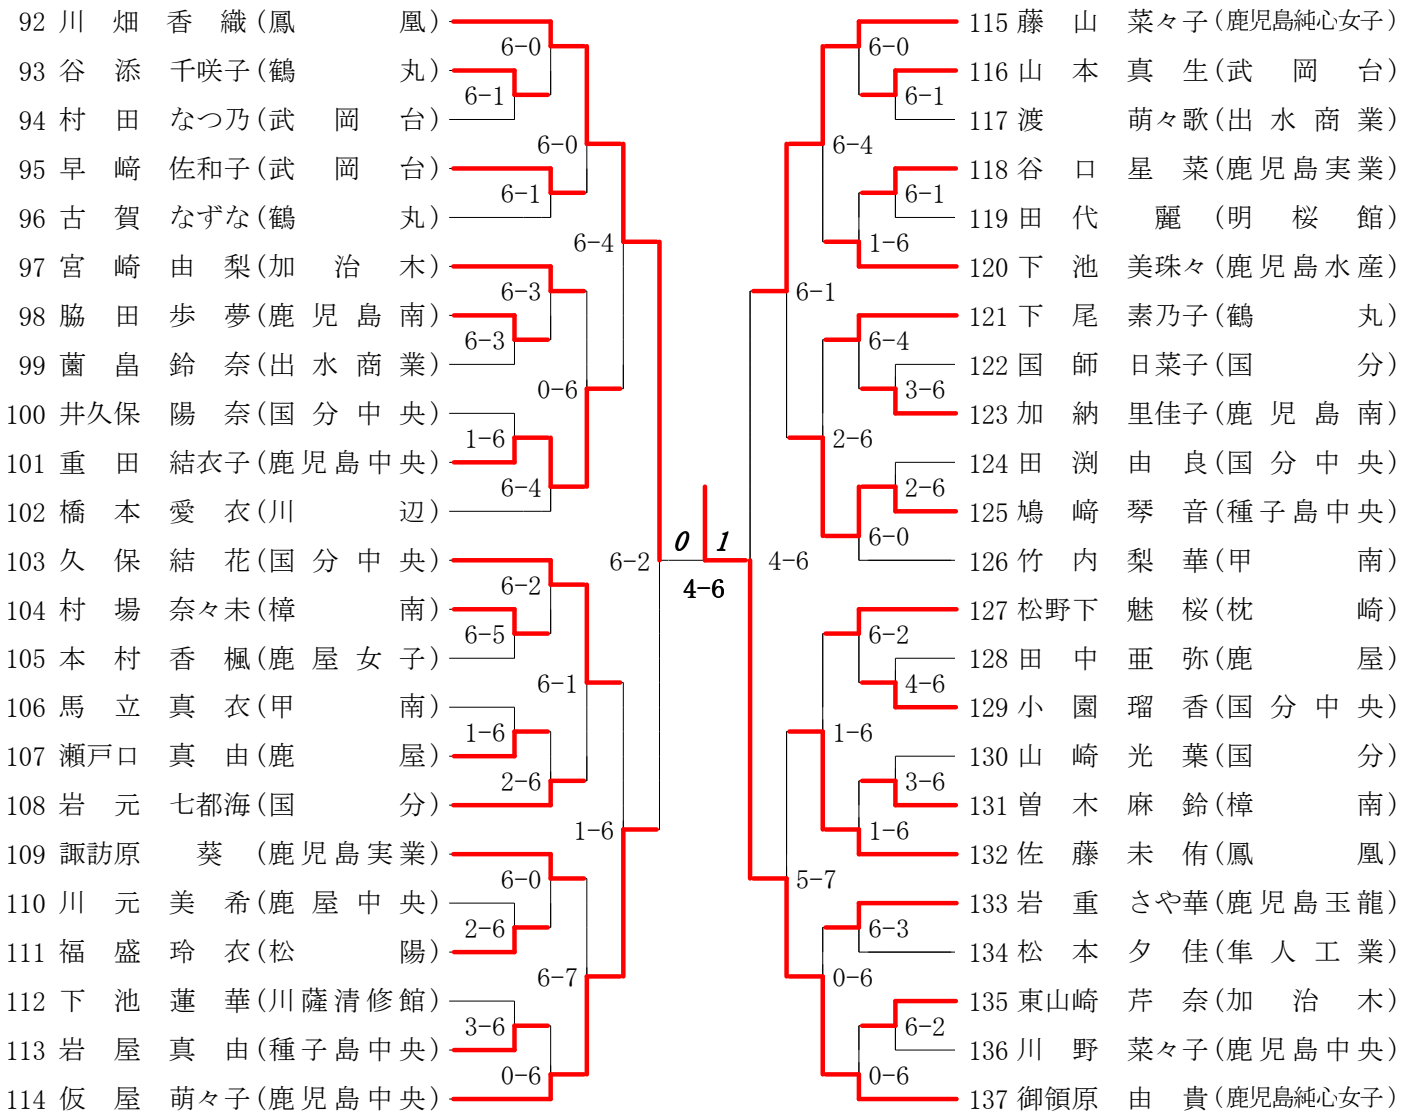 92 川畑 香織 (鳳凰)
6-0
93 谷添 千咲子 (鶴丸)
6-1
94 村田 なつ乃 (武岡台)
6-0
95 早﨑 佐和子 (武岡台)
6-1
96 古賀 なずな (鶴丸)
6-4
97 宮崎 由梨 (加治木)
6-3
98 脇田 歩夢 (鹿児島南)
6-3
99 薗畠 鈴奈 (出水商業)
0-6
100 井久保 陽奈 (国分中央)
1-6
101 重田 結衣子 (鹿児島中央)
6-4
102 橋本 愛衣 (川辺)
103 久保 結花 (国分中央)
6-2
6-2
104 村場 奈々未 (樟南)
6-5
105 本村 香楓 (鹿屋女子)
6-1
106 馬立 真衣 (甲南)
1-6
107 瀬戸口 真由 (鹿屋)
2-6
108 岩元 七都海 (国分)
1-6
109 諏訪原 葵 (鹿児島実業)
6-0
110 川元 美希 (鹿屋中央)
2-6
111 福盛 玲衣 (松陽)
6-7
112 下池 蓮華 (川薩清修館)
3-6
113 岩屋 真由 (種子島中央)
0-6
114 仮屋 萌々子 (鹿児島中央)
0 1
4-6
115 藤山 菜々子 (鹿児島純心女子)
6-0
116 山本 真生 (武岡台)
6-1
117 渡 萌々歌 (出水商業)
6-4
118 谷口 星菜 (鹿児島実業)
6-1
119 田代 麗 (明桜館)
1-6
120 下池 美珠々 (鹿児島水産)
6-1
121 下尾 素乃子 (鶴丸)
6-4
122 国師 日菜子 (国分)
3-6
123 加納 里佳子 (鹿児島南)
2-6
124 田渕 由良 (国分中央)
2-6
125 鳩﨑 琴音 (種子島中央)
6-0
126 竹内 梨華 (甲南)
4-6
127 松野下 魅桜 (枕崎)
6-2
128 田中 亜弥 (鹿屋)
4-6
129 小園 瑠香 (国分中央)
1-6
130 山崎 光葉 (国分)
3-6
131 曽木 麻鈴 (樟南)
1-6
132 佐藤 未侑 (鳳凰)
5-7
133 岩重 さや華 (鹿児島玉龍)
6-3
134 松本 夕佳 (隼人工業)
0-6
135 東山崎 芹奈 (加治木)
6-2
136 川野 菜々子 (鹿児島中央)
0-6
137 御領原 由貴 (鹿児島純心女子)